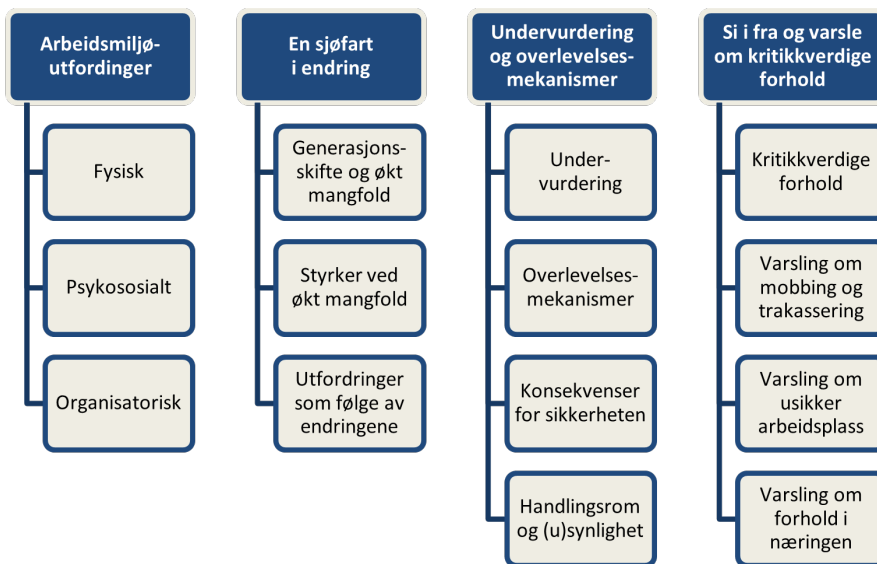 Arbeidsmiljø-
utfordinger
Fysisk
Psykososialt
Organisatorisk
En sjøfart
i endring
Generasjons-
skifte og økt
mangfold
Styrker ved
økt mangfold
Utfordringer
som følge av
endringene
Undervurdering
og overlevelses-
mekanismer
Under-
vurdering
Overlevelses-
mekanismer
Konsekvenser
for sikkerheten
Handlingsrom
og (u)synlighet
Si i fra og varsle
om kritikkverdige
forhold
Kritikkverdige
forhold
Varsling om
mobbing og
trakassering
Varsling om
usikker
arbeidsplass
Varsling om
forhold i
næringen